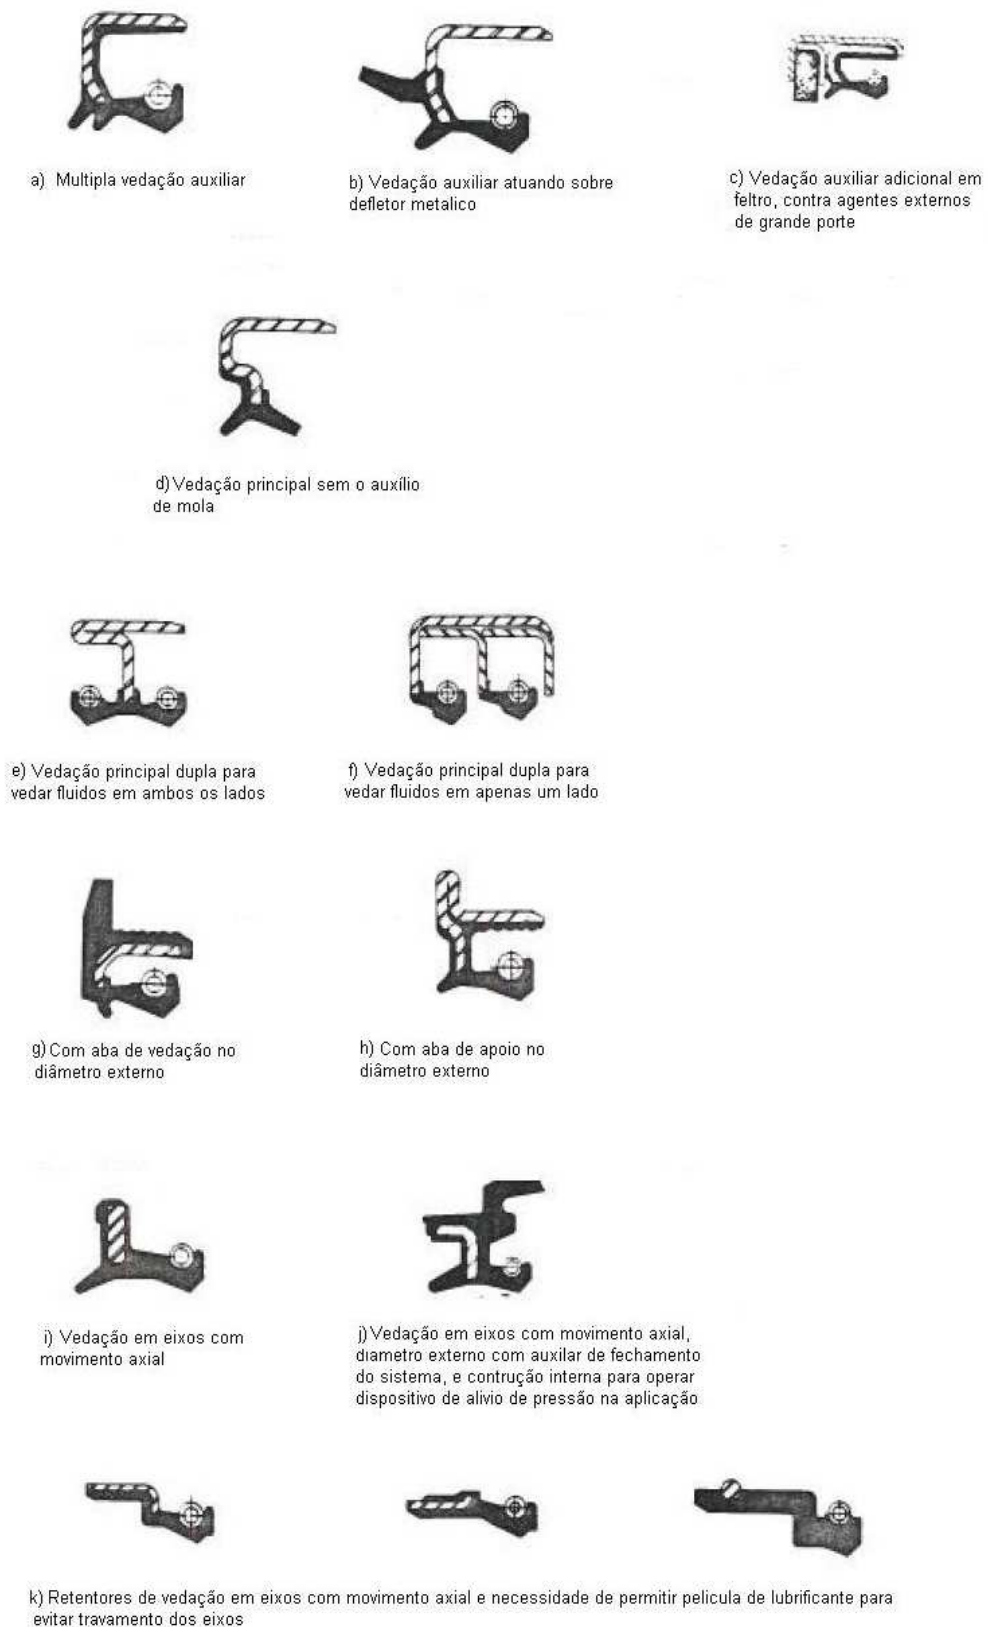 a) Multipla vedação auxiliar
b) Vedação auxiliar atuando sobre
defletor metalico
c) Vedação auxiliar adicional em
feltro, contra agentes externos
de grande porte
d) Vedação principal sem o auxílio
de mola
e) Vedação principal dupla para
vedar fluidos em ambos os lados
f) Vedação principal dupla para
vedar fluidos em apenas um lado
g) Com aba de vedação no
diâmetro externo
h) Com aba de apoio no
diâmetro externo
i) Vedação em eixos com
movimento axial
j) Vedação em eixos com movimento axial,
diametro externo com auxilar de fechamento
do sistema, e contrução interna para operar
dispositivo de alivio de pressão na aplicação
k) Retentores de vedação em eixos com movimento axial e necessidade de permitir pelicula de lubrificante para
evitar travamento dos eixos